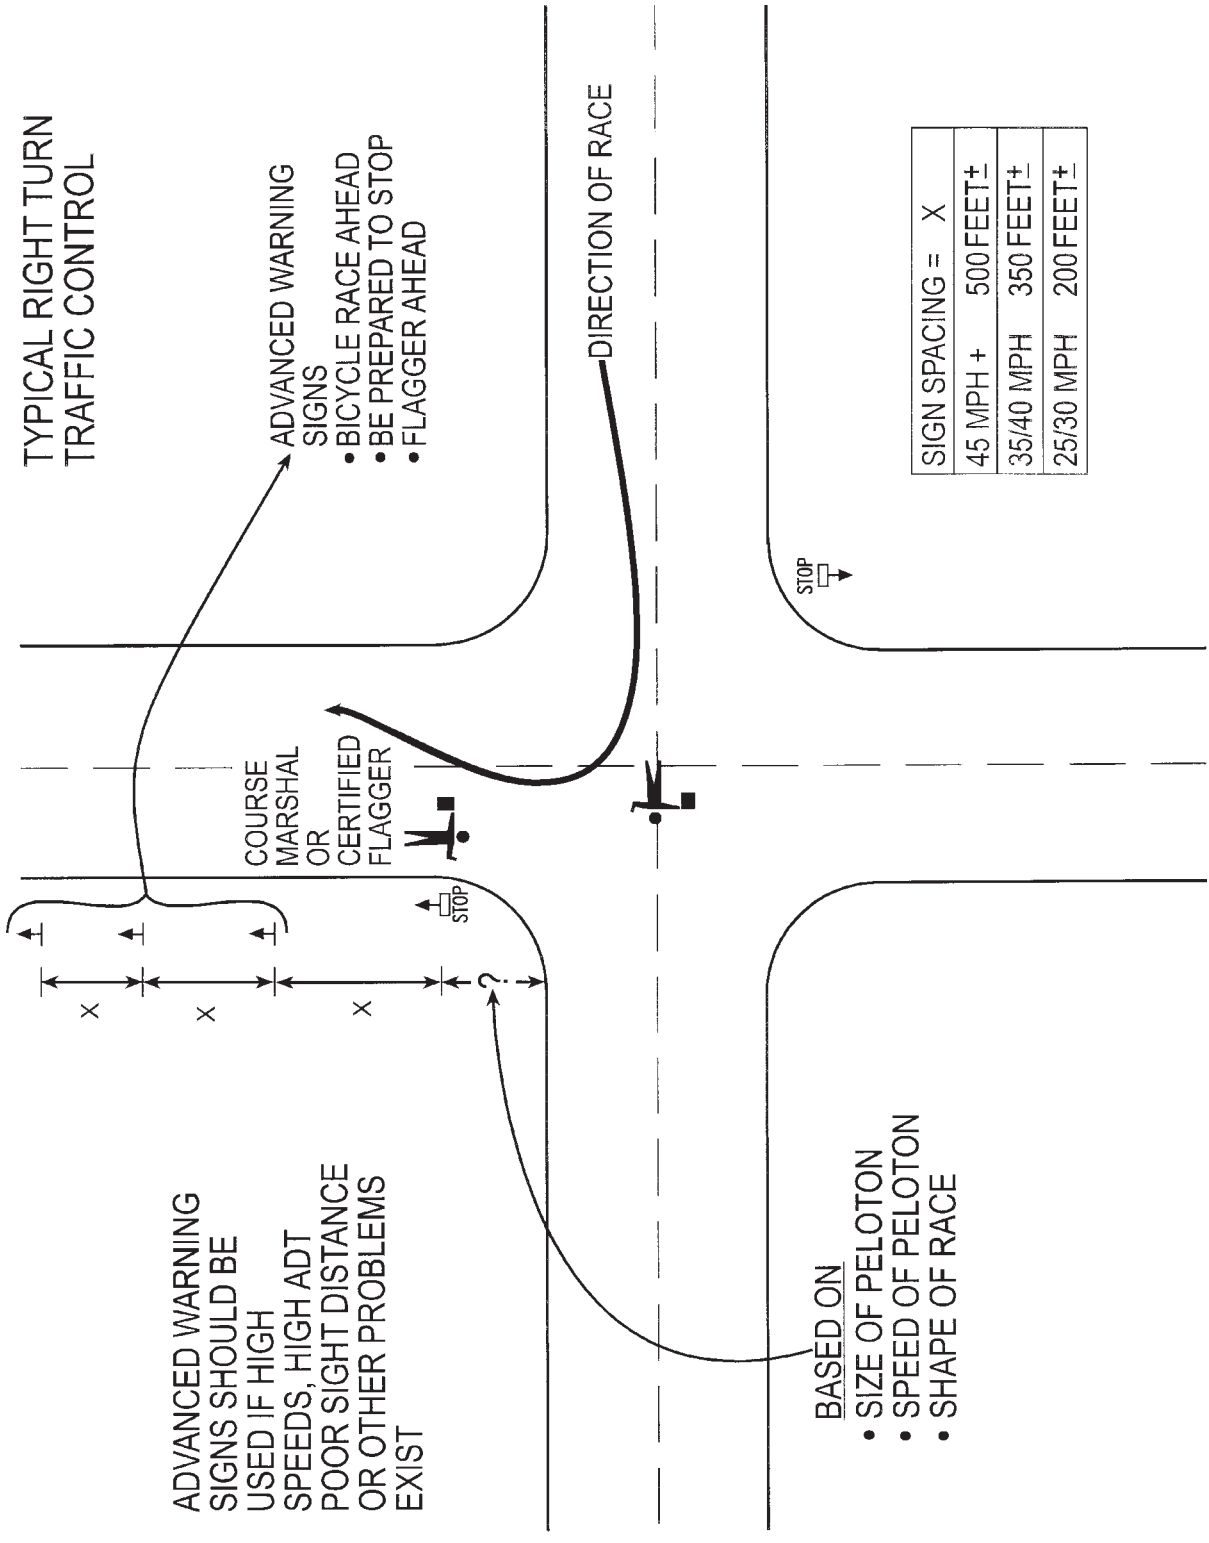 TYPICAL RIGHT TURN
TRAFFIC CONTROL
ADVANCED WARNING
SIGNS SHOULD BE
USED IF HIGH
SPEEDS, HIGH ADT
POOR SIGHT DISTANCE
OR OTHER PROBLEMS
EXIST
X
X
X
?
ADVANCED WARNING
SIGNS
• BICYCLE RACE AHEAD
• BE PREPARED TO STOP
• FLAGGER AHEAD
COURSE
MARSHAL
OR
CERTIFIED
FLAGGER
STOP
DIRECTION OF RACE
STOP
BASED ON
• SIZE OF PELOTON
• SPEED OF PELOTON
• SHAPE OF RACE
SIGN SPACING = X
45 MPH + 500 FEET±
35/40 MPH 350 FEET±
25/30 MPH 200 FEET±